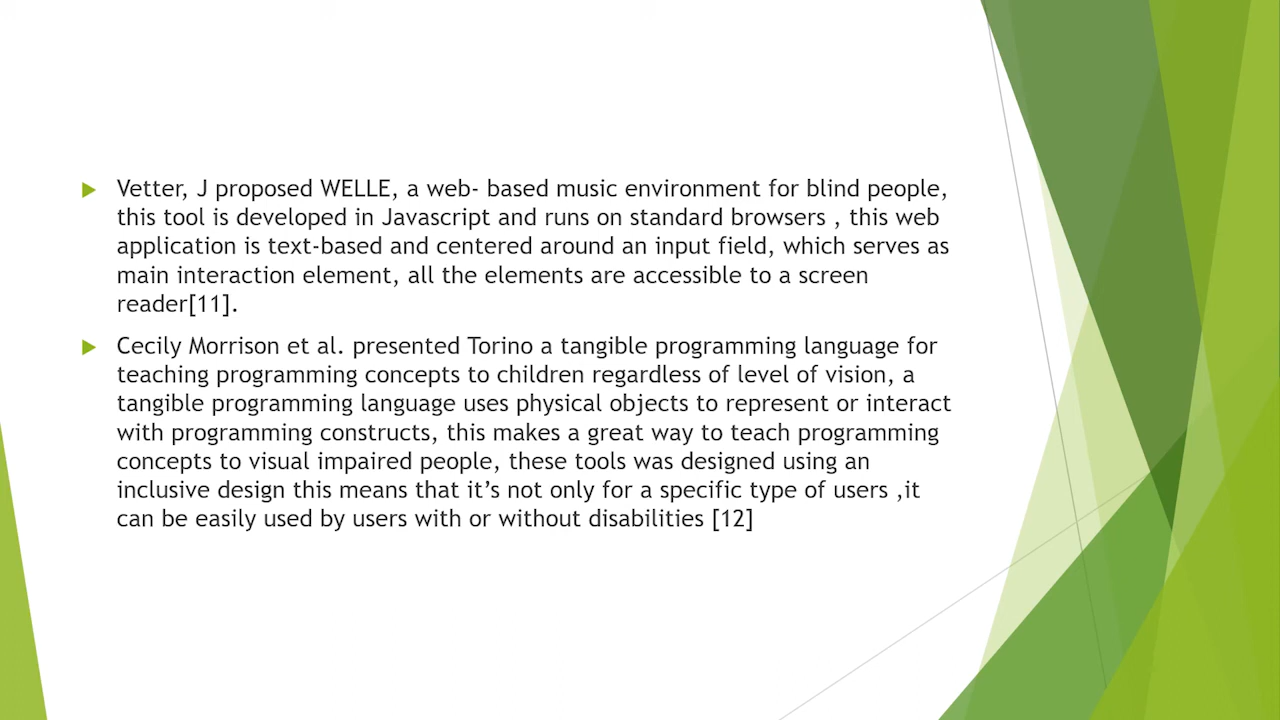 Vetter, J proposed WELLE, a web- based music environment for blind people,
this tool is developed in Javascript and runs on standard browsers , this web
application is text-based and centered around an input field, which serves as
main interaction element, all the elements are accessible to a screen
reader[11].
Cecily Morrison et al. presented Torino a tangible programming language for
teaching programming concepts to children regardless of level of vision, a
tangible programming language uses physical objects to represent or interact
with programming constructs, this makes a great way to teach programming
concepts to visual impaired people, these tools was designed using an
inclusive design this means that it’s not only for a specific type of users ,it
can be easily used by users with or without disabilities [12]